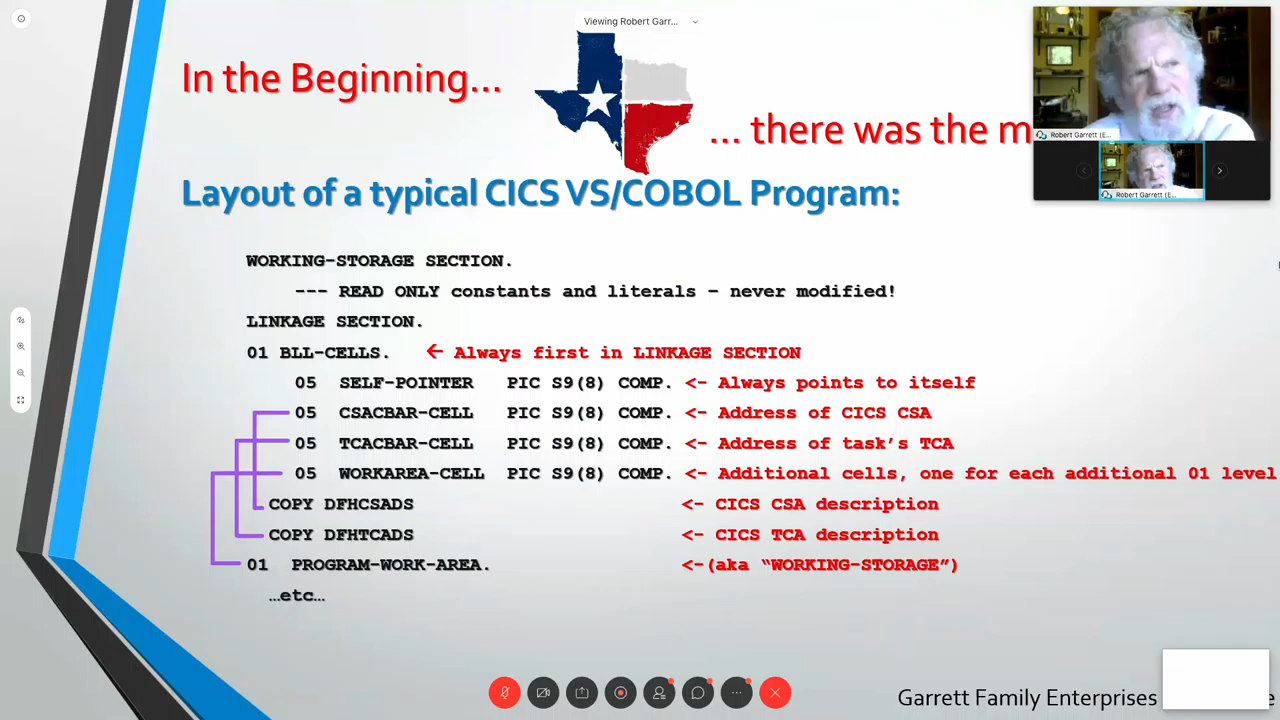 Viewing Robert Garr...
In the Beginning...
... there was the m
Robert Garrett (E...
Robert Garrett (E...
Layout of a typical CICS VS/COBOL Program:
WORKING-STORAGE SECTION.
--- READ ONLY constants and literals – never modified!
LINKAGE SECTION.
01 BLL-CELLS. ← Always first in LINKAGE SECTION
05 SELF-POINTER PIC S9(8) COMP. <- Always points to itself
05 CSACBAR-CELL PIC S9(8) COMP. <- Address of CICS CSA
05 TCACBAR-CELL PIC S9(8) COMP. <- Address of task's TCA
05 WORKAREA-CELL PIC S9(8) COMP. <- Additional cells, one for each additional 01 level
COPY DFHCSADS <- CICS CSA description
COPY DFHTCADS <- CICS TCA description
01 PROGRAM-WORK-AREA. <-(aka “WORKING-STORAGE”)
…etc…
Garrett Family Enterprises